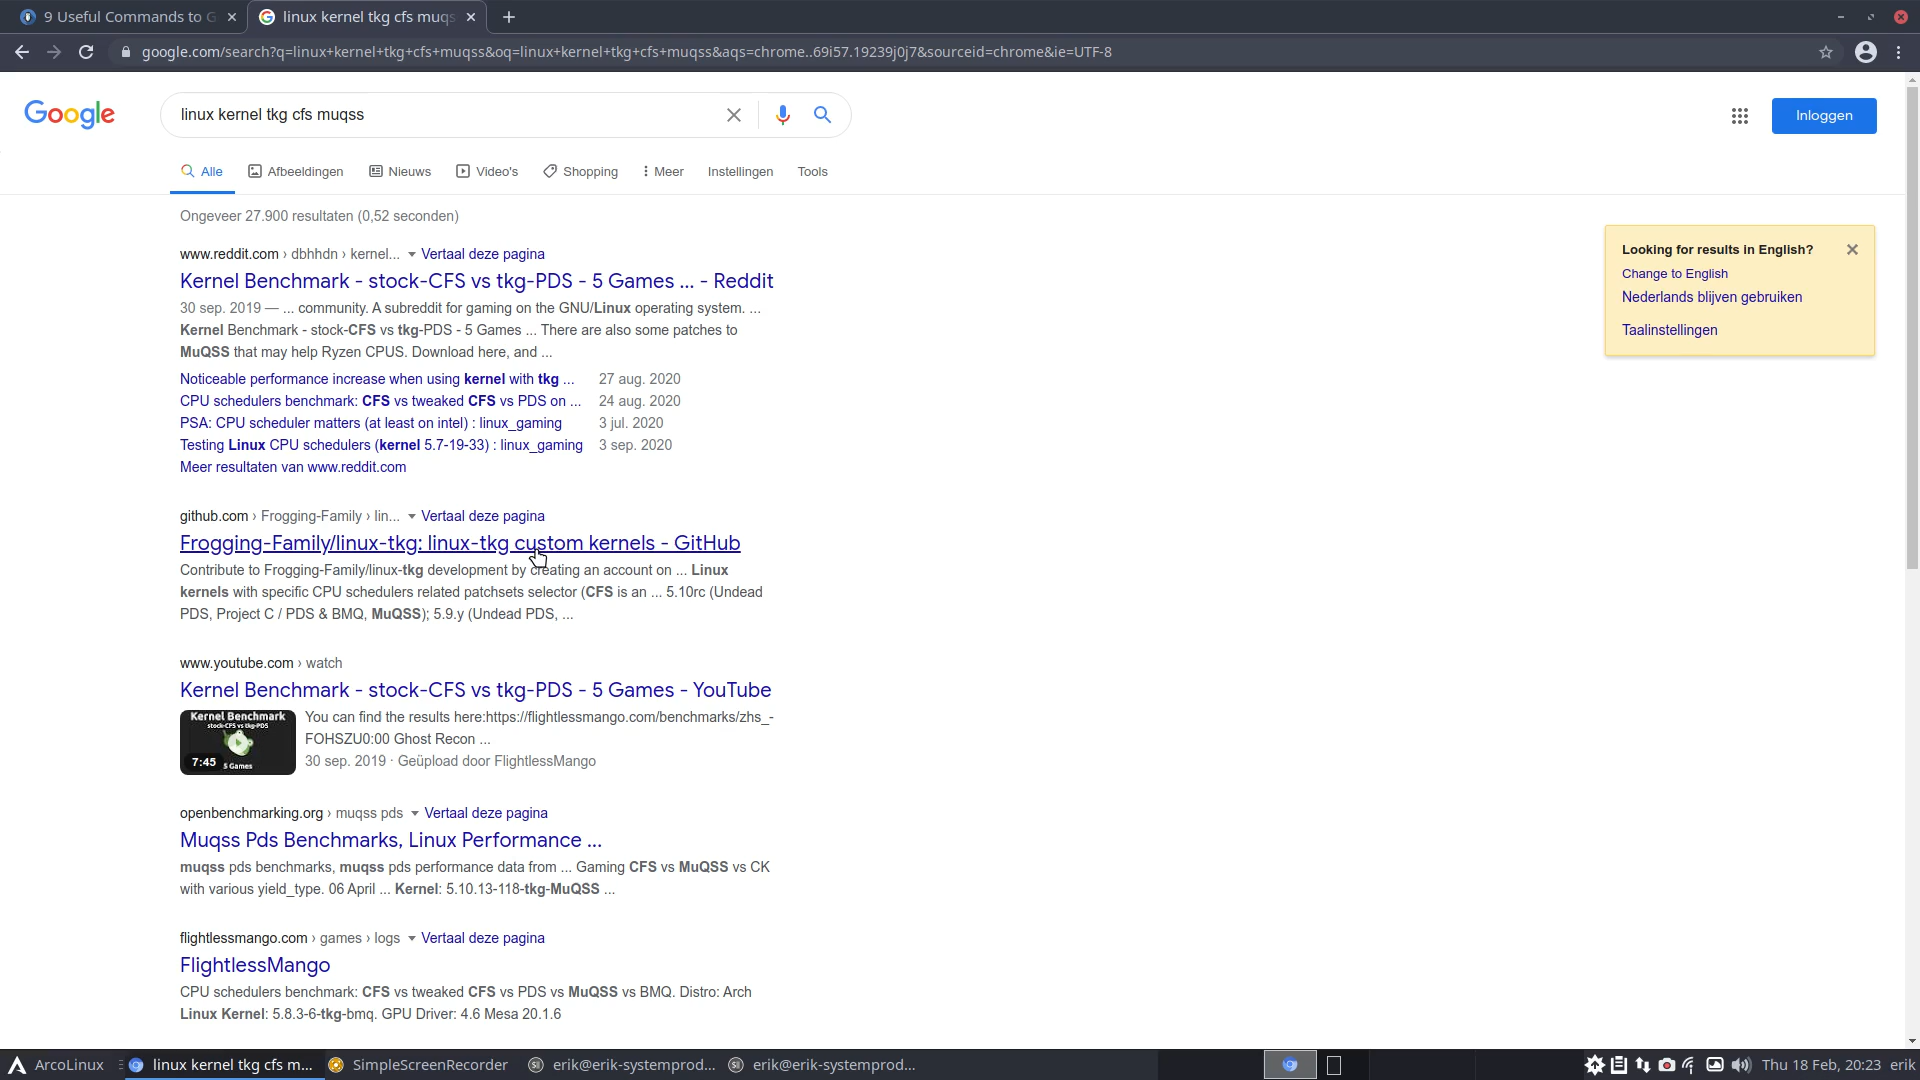 9 Useful Commands to G
linux kernel tkg cfs muqs
google.com/search?q=linux+kernel+tkg+cfs+muqss&oq=linux+kernel+tkg+cfs+muqss&aqs=chrome..69i57.19239j0j7&sourceid=chrome&ie=UTF-8
Google
linux kernel tkg cfs muqss
Inloggen
Alle
Afbeeldingen
Nieuws
Video's
Shopping
Meer
Instellingen
Tools
Ongeveer 27.900 resultaten (0,52 seconden)
www.reddit.com › dbhhdn › kernel... Vertaal deze pagina
Kernel Benchmark - stock-CFS vs tkg-PDS - 5 Games ... - Reddit
30 sep. 2019 — ... community. A subreddit for gaming on the GNU/Linux operating system. ...
Kernel Benchmark - stock-CFS vs tkg-PDS - 5 Games ... There are also some patches to
MuQSS that may help Ryzen CPUS. Download here, and ...
Noticeable performance increase when using kernel with tkg ... 27 aug. 2020
CPU schedulers benchmark: CFS vs tweaked CFS vs PDS on ... 24 aug. 2020
PSA: CPU scheduler matters (at least on intel) : linux_gaming 3 jul. 2020
Testing Linux CPU schedulers (kernel 5.7-19-33) : linux_gaming 3 sep. 2020
Meer resultaten van www.reddit.com
Looking for results in English?
Change to English
Nederlands blijven gebruiken
Taalinstellingen
github.com › Frogging-Family › lin... Vertaal deze pagina
Frogging-Family/linux-tkg: linux-tkg custom kernels - GitHub
Contribute to Frogging-Family/linux-tkg development by creating an account on ... Linux
kernels with specific CPU schedulers related patchsets selector (CFS is an ... 5.10rc (Undead
PDS, Project C / PDS & BMQ, MuQSS); 5.9.y (Undead PDS, ...
www.youtube.com › watch
Kernel Benchmark - stock-CFS vs tkg-PDS - 5 Games - YouTube
Kernel Benchmark
stock-CFS vs tkg-PDS
7:45
5 Games
You can find the results here:https://flightlessmango.com/benchmarks/zhs_-
FOHSZU0:00 Ghost Recon ...
30 sep. 2019 · Geüpload door FlightlessMango
openbenchmarking.org › muqss pds Vertaal deze pagina
Muqss Pds Benchmarks, Linux Performance ...
muqss pds benchmarks, muqss pds performance data from ... Gaming CFS vs MuQSS vs CK
with various yield_type. 06 April ... Kernel: 5.10.13-118-tkg-MuQSS ...
flightlessmango.com › games › logs Vertaal deze pagina
FlightlessMango
CPU schedulers benchmark: CFS vs tweaked CFS vs PDS vs MuQSS vs BMQ. Distro: Arch
Linux Kernel: 5.8.3-6-tkg-bmq. GPU Driver: 4.6 Mesa 20.1.6
ArcoLinux
linux kernel tkg cfs m...
SimpleScreenRecorder
erik@erik-systemprod...
erik@erik-systemprod...
Thu 18 Feb, 20:23
erik